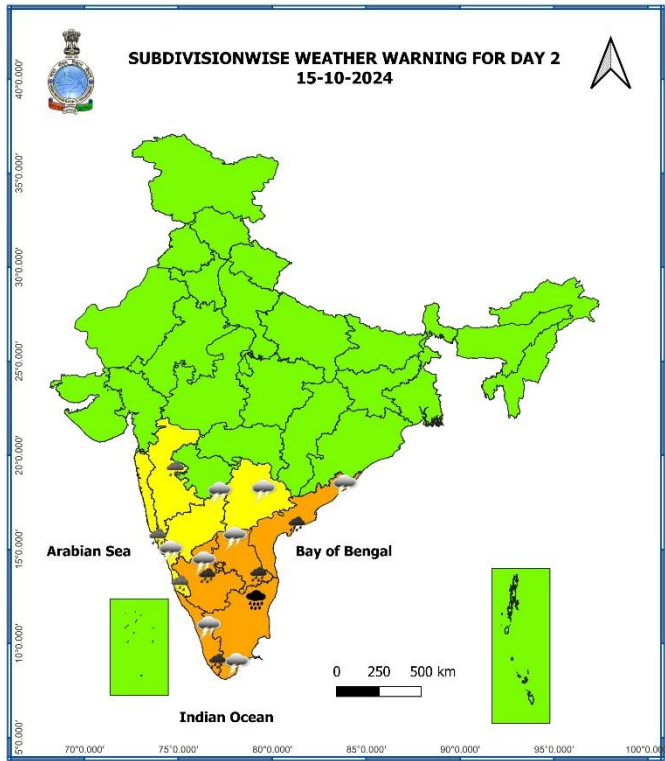 SUBDIVISIONWISE WEATHER WARNING FOR DAY 2
15-10-2024
40°0.000'
35°0.000'
30°0.000'
25°0.000'
20°0.000'
15°0.000'
10°0.000'
5°0.000'
Arabian Sea
Bay of Bengal
0 250 500 km
Indian Ocean
70°0.000' 75°0.000' 80°0.000' 85°0.000' 90°0.000' 95°0.000' 100°0.000'